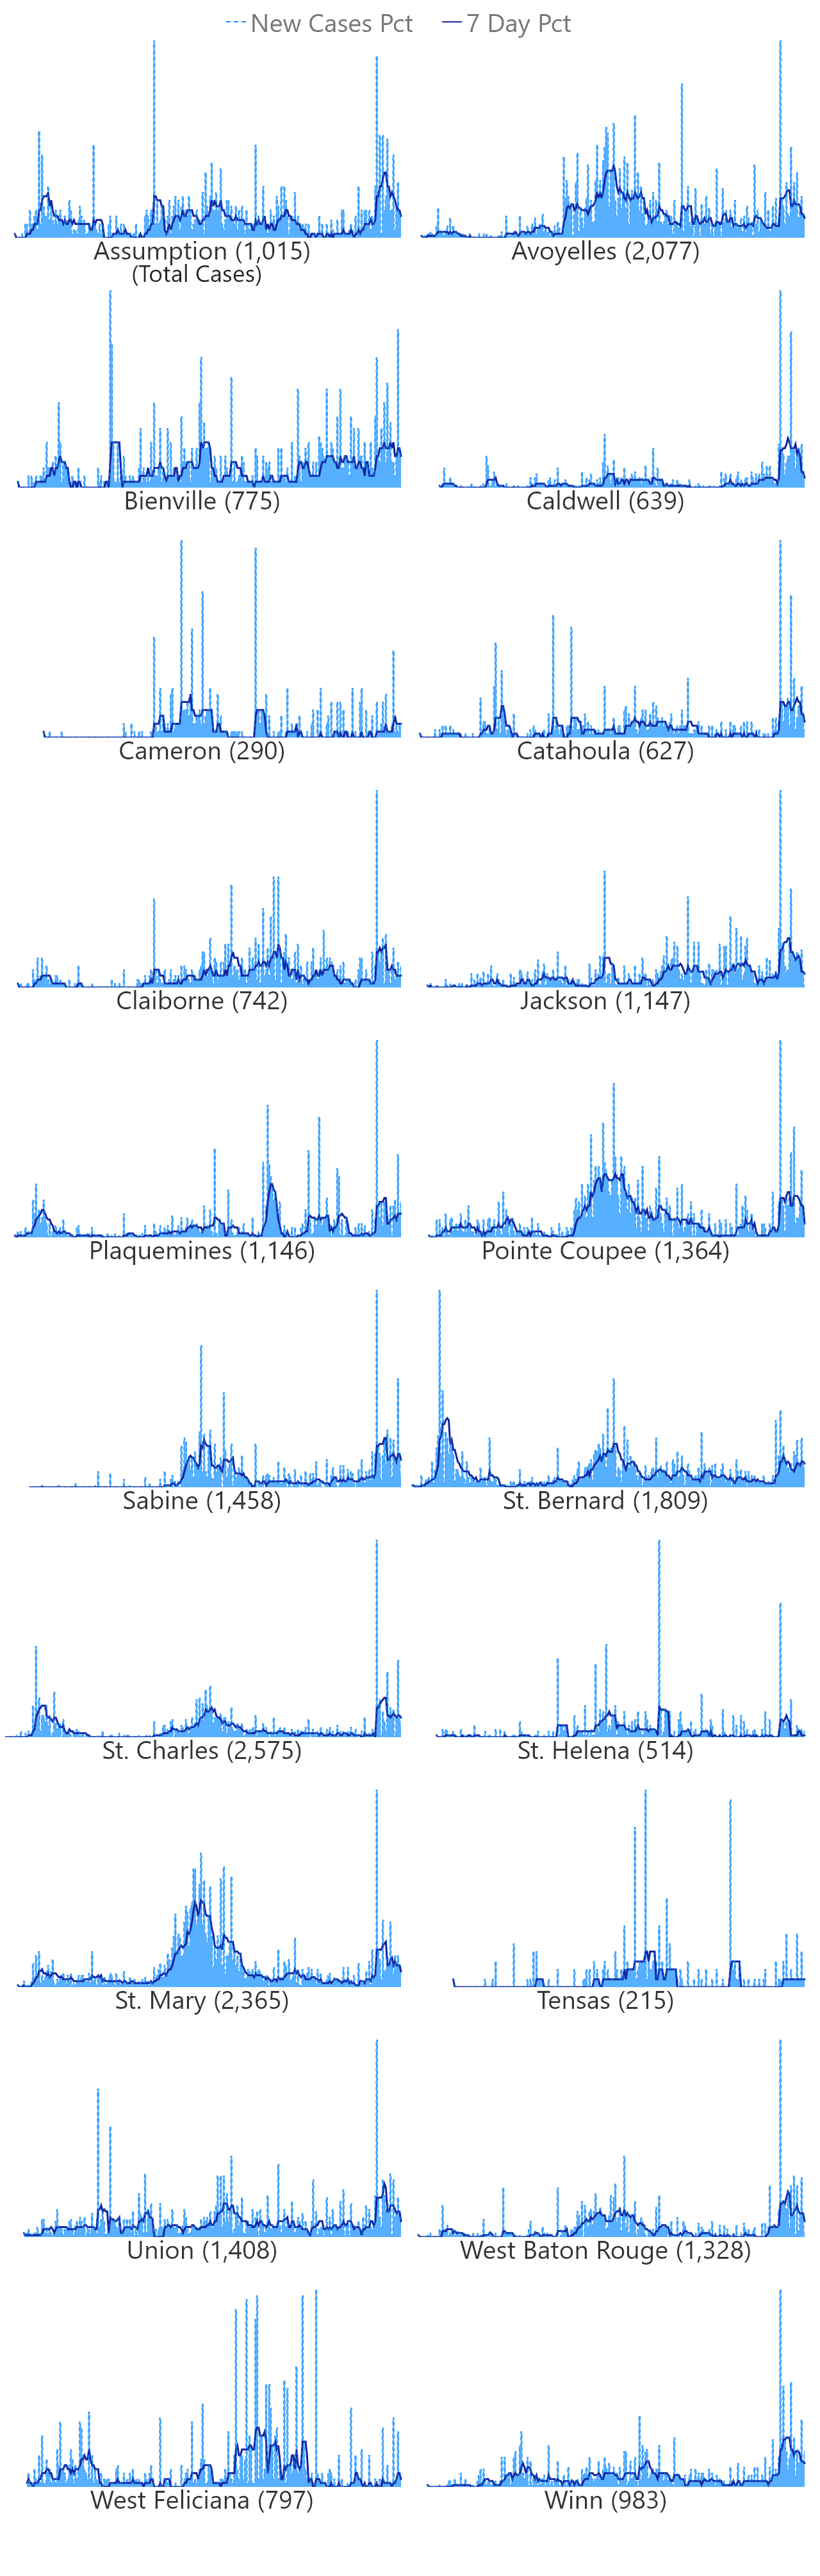 New Cases Pct 7 Day Pct
Assumption (1,015) Avoyelles (2,077)
(Total Cases)
Bienville (775) Caldwell (639)
Cameron (290) Catahoula (627)
Claiborne (742) Jackson (1,147)
Plaquemines (1,146) Pointe Coupee (1,364)
Sabine (1,458) St. Bernard (1,809)
St. Charles (2,575) St. Helena (514)
St. Mary (2,365) Tensas (215)
Union (1,408) West Baton Rouge (1,328)
West Feliciana (797) Winn (983)